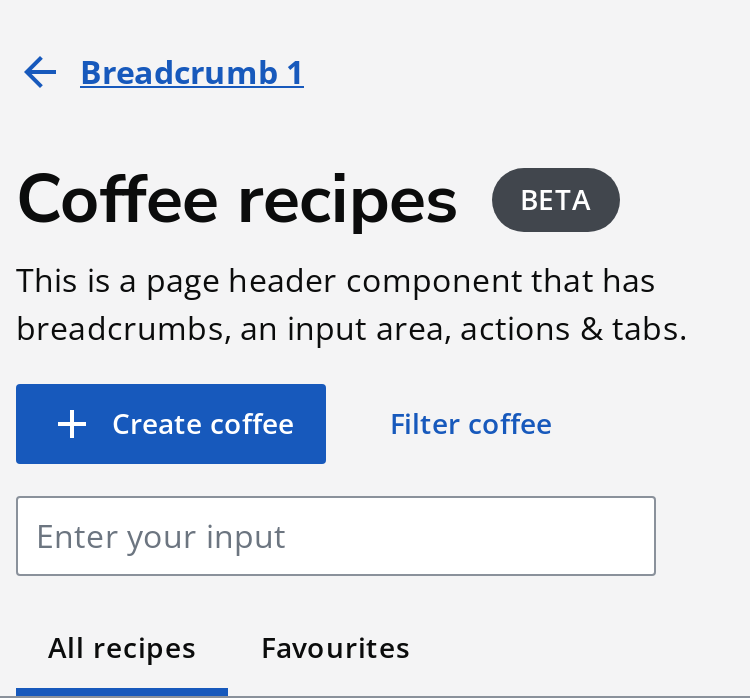 Breadcrumb 1
Coffee recipes BETA
This is a page header component that has
breadcrumbs, an input area, actions & tabs.
Create coffee Filter coffee
Enter your input
All recipes Favourites